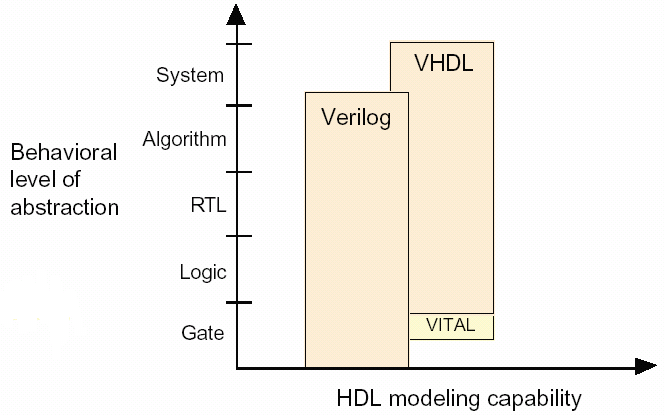 System
VHDL
Verilog
Algorithm
Behavioral
level of
abstraction
RTL
Logic
Gate
VITAL
HDL modeling capability